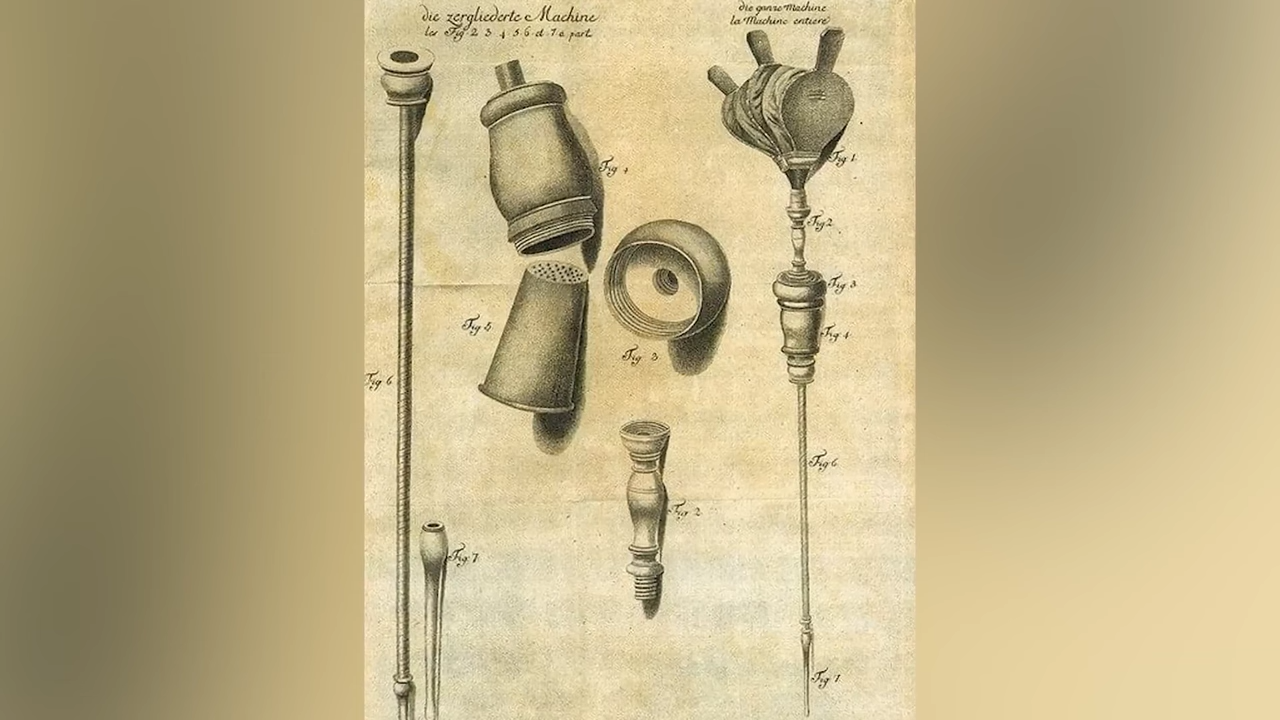 die zergliederte Machine
les Fig 2 3 4 5 6 et 7 a part
die ganze Machine
la Machine entiere
Fig 1.
Fig 4
Fig 2
Fig 3
Fig 5
Fig 4
Fig 3
Fig 6
Fig 6
Fig 2
Fig 7
Fig 7